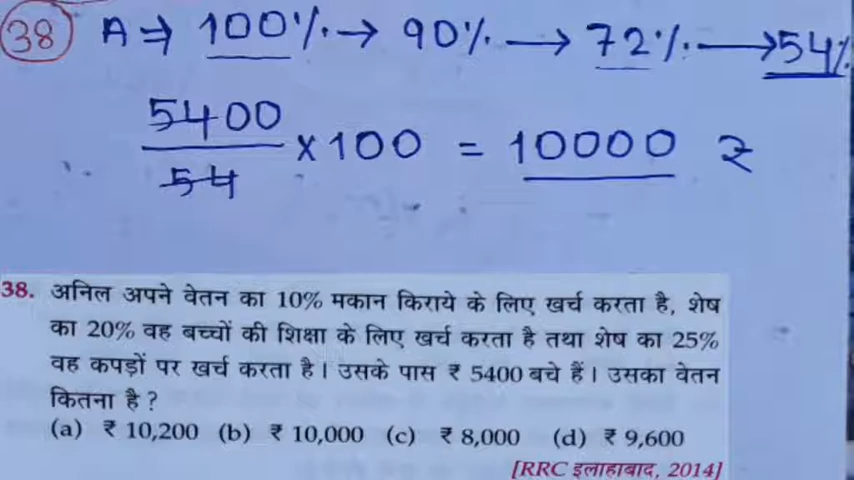 38 A ⇒ 100% → 90% → 72% → 54%
5400
54
× 100 = 10000 ₹
38. अनिल अपने वेतन का 10% मकान किराये के लिए खर्च करता है, शेष
का 20% वह बच्चों की शिक्षा के लिए खर्च करता है तथा शेष का 25%
वह कपड़ों पर खर्च करता है। उसके पास ₹ 5400 बचे हैं। उसका वेतन
कितना है ?
(a) ₹ 10,200 (b) ₹ 10,000 (c) ₹ 8,000 (d) ₹ 9,600
[RRC इलाहाबाद, 2014]